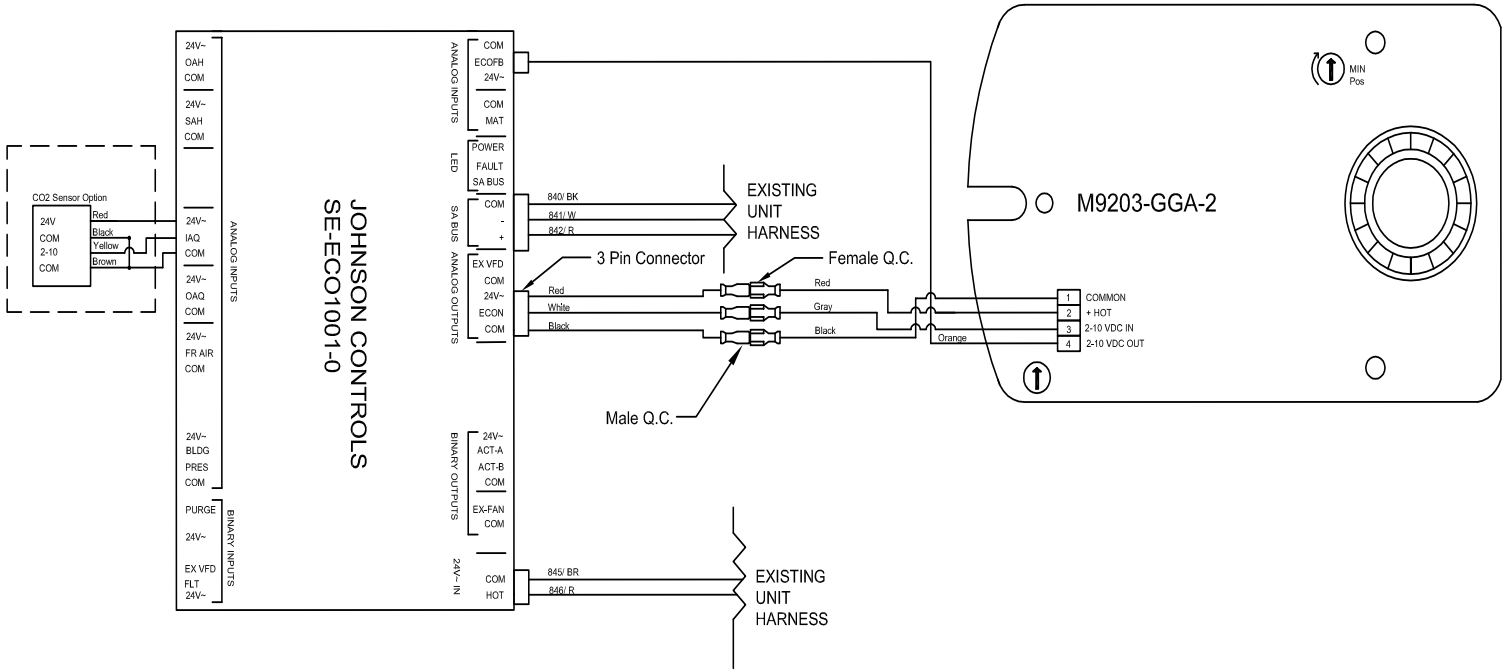 CO2 Sensor Option
24V
COM
2-10
COM
Red
Black
Yellow
Brown
24V~
OAH
COM
24V~
SAH
COM
24V~
IAQ
COM
24V~
OAQ
COM
24V~
FR AIR
COM
24V~
BLDG
PRES
COM
ANALOG INPUTS
PURGE
24V~
EX VFD
FLT
24V~
BINARY INPUTS
JOHNSON CONTROLS
SE-ECO1001-0
ANALOG INPUTS
COM
ECOFB
24V~
COM
MAT
LED
POWER
FAULT
SA BUS
SA BUS
COM
-
+
ANALOG OUTPUTS
EX VFD
COM
24V~
ECON
COM
BINARY OUTPUTS
24V~
ACT-A
ACT-B
COM
EX-FAN
COM
24V~ IN
COM
HOT
840/ BK
841/ W
842/ R
EXISTING
UNIT
HARNESS
3 Pin Connector
Female Q.C.
Red
White
Black
Red
Gray
Black
Orange
Male Q.C.
845/ BR
846/ R
EXISTING
UNIT
HARNESS
MIN
Pos
M9203-GGA-2
1 COMMON
2 + HOT
3 2-10 VDC IN
4 2-10 VDC OUT